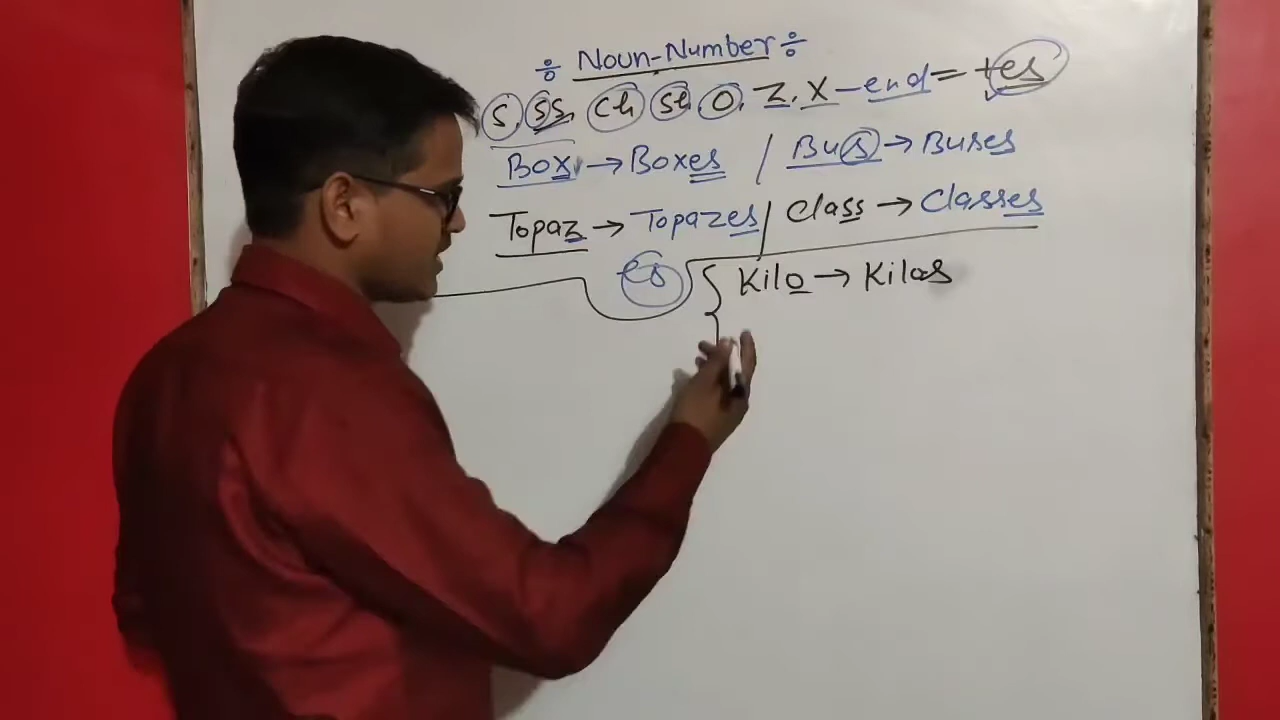 ÷ Noun-Number ÷
S, SS, Ch, Sh, O, Z, X - end = +es
Box → Boxes / Bus → Buses
Topaz → Topazes / Class → Classes
es { Kilo → Kilos